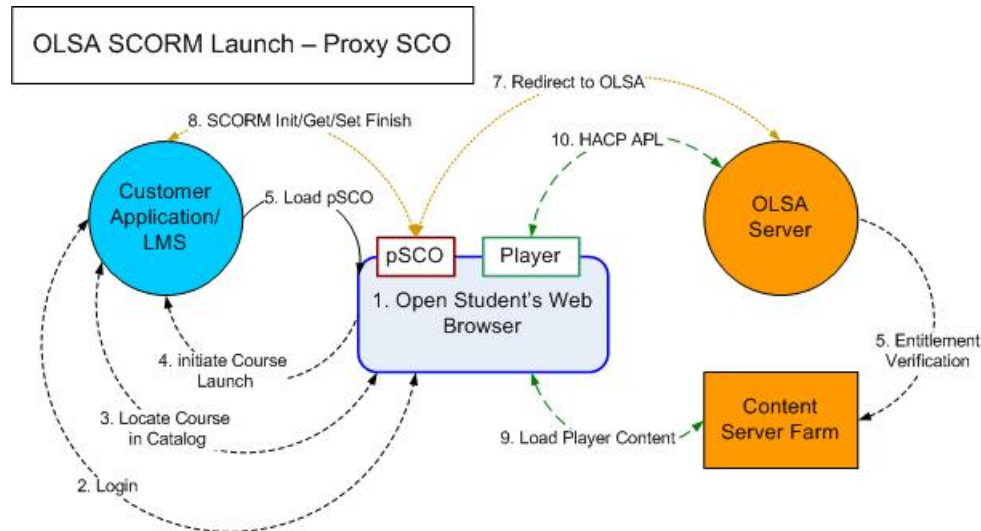 OLSA SCORM Launch – Proxy SCO
7. Redirect to OLSA
8. SCORM Init/Get/Set Finish
10. HACP APL
Customer
Application/
LMS
5. Load pSCO
OLSA
Server
pSCO
Player
1. Open Student's Web
Browser
4. initiate Course
Launch
5. Entitlement
Verification
3. Locate Course
in Catalog
Content
Server Farm
9. Load Player Content
2. Login